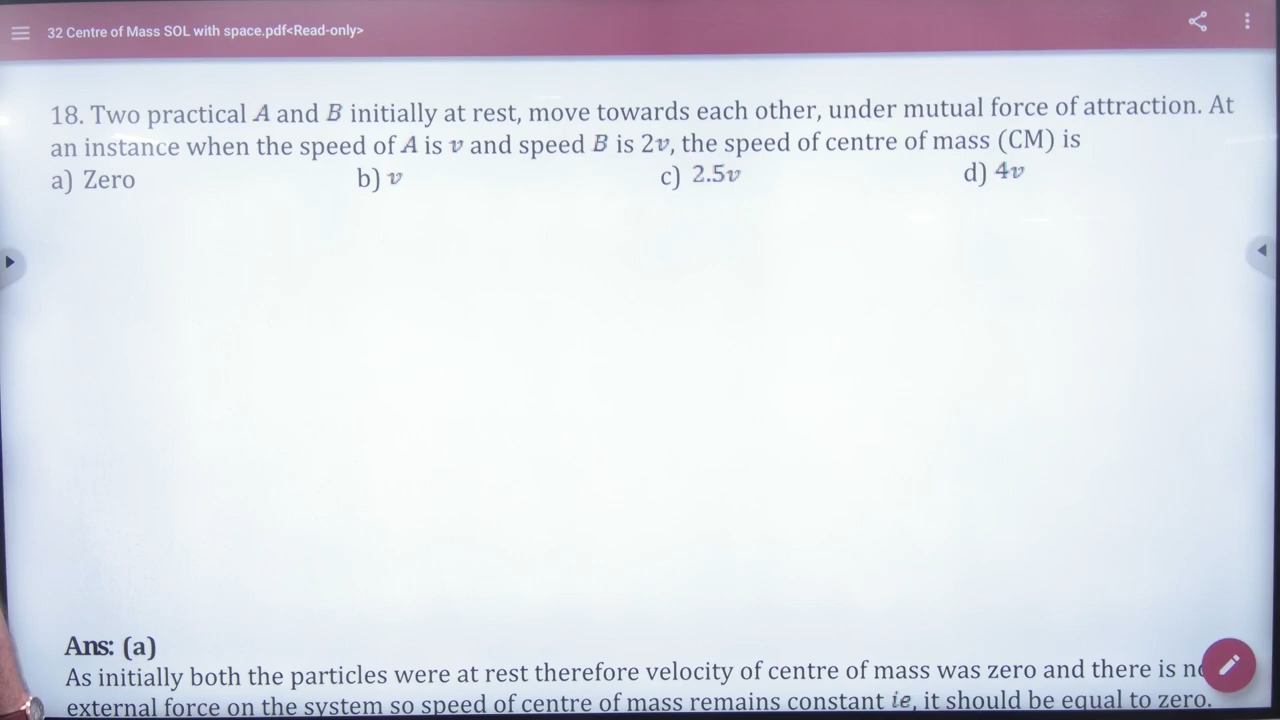 32 Centre of Mass SOL with space.pdf<Read-only>
18. Two practical A and B initially at rest, move towards each other, under mutual force of attraction. At
an instance when the speed of A is v and speed B is 2v, the speed of centre of mass (CM) is
a) Zero b) v c) 2.5v d) 4v
Ans: (a)
As initially both the particles were at rest therefore velocity of centre of mass was zero and there is
external force on the system so speed of centre of mass remains constant ie, it should be equal to zero.